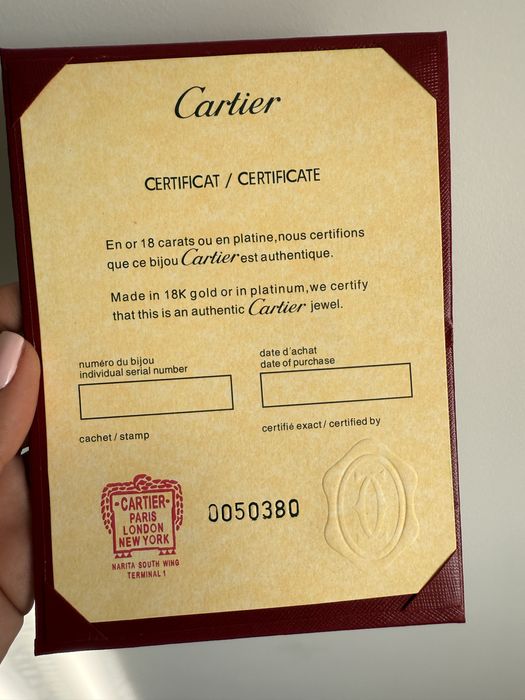 Cartier
CERTIFICAT / CERTIFICATE
En or 18 carats ou en platine,nous certifions
que ce bijou Cartier est authentique.
Made in 18K gold or in platinum,we certify
that this is an authentic Cartier jewel.
numéro du bijou
individual serial number
date d'achat
date of purchase
cachet / stamp
certifié exact / certified by
-CARTIER-
PARIS
LONDON
NEW YORK
NARITA SOUTH WING
TERMINAL 1
0050380